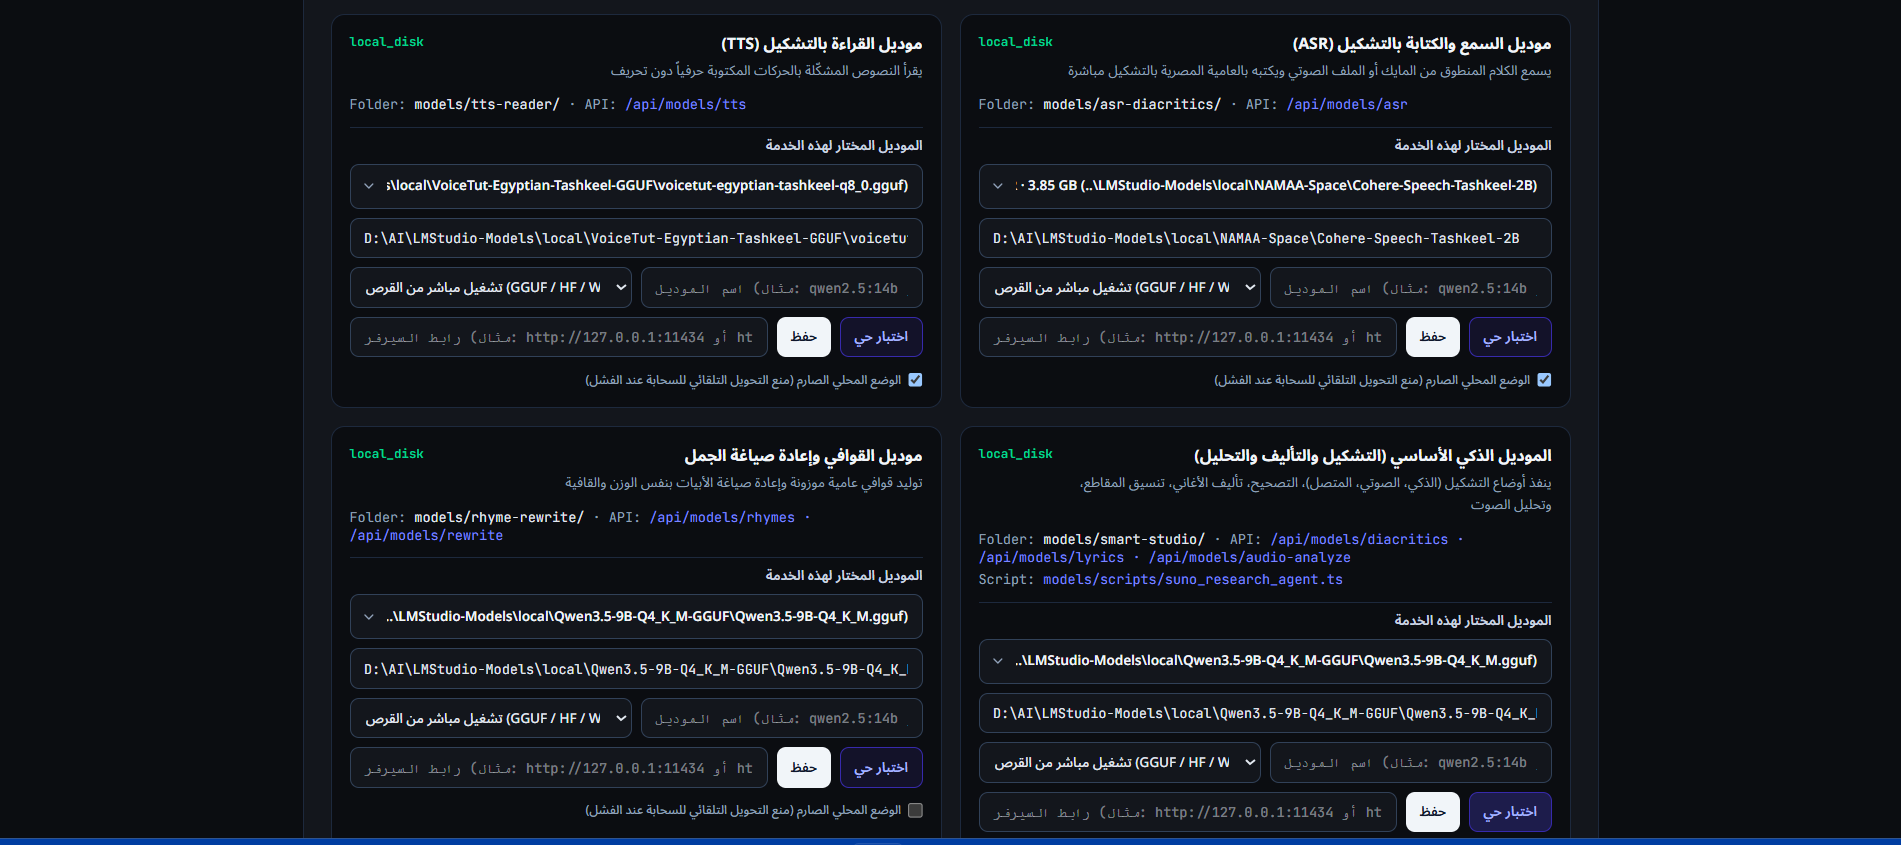 موديل السمع والكتابة بالتشكيل (ASR)
local_disk
يسمع الكلام المنطوق من المايك أو الملف الصوتي ويكتبه بالعامية المصرية بالتشكيل مباشرة
Folder: models/asr-diacritics/ · API: /api/models/asr
الموديل المختار لهذه الخدمة
· 3.85 GB (..\LMStudio-Models\local\NAMAA-Space\Cohere-Speech-Tashkeel-2B)
D:\AI\LMStudio-Models\local\NAMAA-Space\Cohere-Speech-Tashkeel-2B
تشغيل مباشر من القرص (GGUF / HF / W
اسم الموديل (مثال: qwen2.5:14b
رابط السيرفر (مثال: http://127.0.0.1:11434 أو ht
حفظ
اختبار حي
الوضع المحلي الصارم (منع التحويل التلقائي للسحابة عند الفشل)
موديل القراءة بالتشكيل (TTS)
local_disk
يقرأ النصوص المشكّلة بالحركات المكتوبة حرفياً دون تحريف
Folder: models/tts-reader/ · API: /api/models/tts
الموديل المختار لهذه الخدمة
s\local\VoiceTut-Egyptian-Tashkeel-GGUF\voicetut-egyptian-tashkeel-q8_0.gguf)
D:\AI\LMStudio-Models\local\VoiceTut-Egyptian-Tashkeel-GGUF\voicetu
تشغيل مباشر من القرص (GGUF / HF / W
اسم الموديل (مثال: qwen2.5:14b
رابط السيرفر (مثال: http://127.0.0.1:11434 أو ht
حفظ
اختبار حي
الوضع المحلي الصارم (منع التحويل التلقائي للسحابة عند الفشل)
الموديل الذكي الأساسي (التشكيل والتأليف والتحليل)
local_disk
ينفذ أوضاع التشكيل (الذكي، الصوتي، المتصل)، التصحيح، تأليف الأغاني، تنسيق المقاطع،
وتحليل الصوت
Folder: models/smart-studio/ · API: /api/models/diacritics ·
/api/models/lyrics · /api/models/audio-analyze
Script: models/scripts/suno_research_agent.ts
الموديل المختار لهذه الخدمة
..\LMStudio-Models\local\Qwen3.5-9B-Q4_K_M-GGUF\Qwen3.5-9B-Q4_K_M.gguf)
D:\AI\LMStudio-Models\local\Qwen3.5-9B-Q4_K_M-GGUF\Qwen3.5-9B-Q4_K_
تشغيل مباشر من القرص (GGUF / HF / W
اسم الموديل (مثال: qwen2.5:14b
رابط السيرفر (مثال: http://127.0.0.1:11434 أو ht
حفظ
اختبار حي
موديل القوافي وإعادة صياغة الجمل
local_disk
توليد قوافي عامية موزونة وإعادة صياغة الأبيات بنفس الوزن والقافية
Folder: models/rhyme-rewrite/ · API: /api/models/rhymes ·
/api/models/rewrite
الموديل المختار لهذه الخدمة
..\LMStudio-Models\local\Qwen3.5-9B-Q4_K_M-GGUF\Qwen3.5-9B-Q4_K_M.gguf)
D:\AI\LMStudio-Models\local\Qwen3.5-9B-Q4_K_M-GGUF\Qwen3.5-9B-Q4_K_
تشغيل مباشر من القرص (GGUF / HF / W
اسم الموديل (مثال: qwen2.5:14b
رابط السيرفر (مثال: http://127.0.0.1:11434 أو ht
حفظ
اختبار حي
الوضع المحلي الصارم (منع التحويل التلقائي للسحابة عند الفشل)